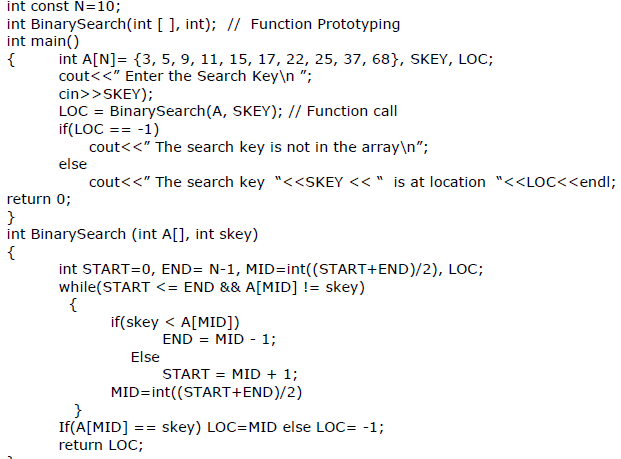 int const N=10;
int BinarySearch(int [ ], int); // Function Prototyping
int main()
{ int A[N]= {3, 5, 9, 11, 15, 17, 22, 25, 37, 68}, SKEY, LOC;
cout<<” Enter the Search Key\n ”;
cin>>SKEY);
LOC = BinarySearch(A, SKEY); // Function call
if(LOC == -1)
cout<<” The search key is not in the array\n”;
else
cout<<” The search key “<<SKEY << “ is at location “<<LOC<<endl;
return 0;
}
int BinarySearch (int A[], int skey)
{
int START=0, END= N-1, MID=int((START+END)/2), LOC;
while(START <= END && A[MID] != skey)
{
if(skey < A[MID])
END = MID - 1;
Else
START = MID + 1;
MID=int((START+END)/2)
}
If(A[MID] == skey) LOC=MID else LOC= -1;
return LOC;